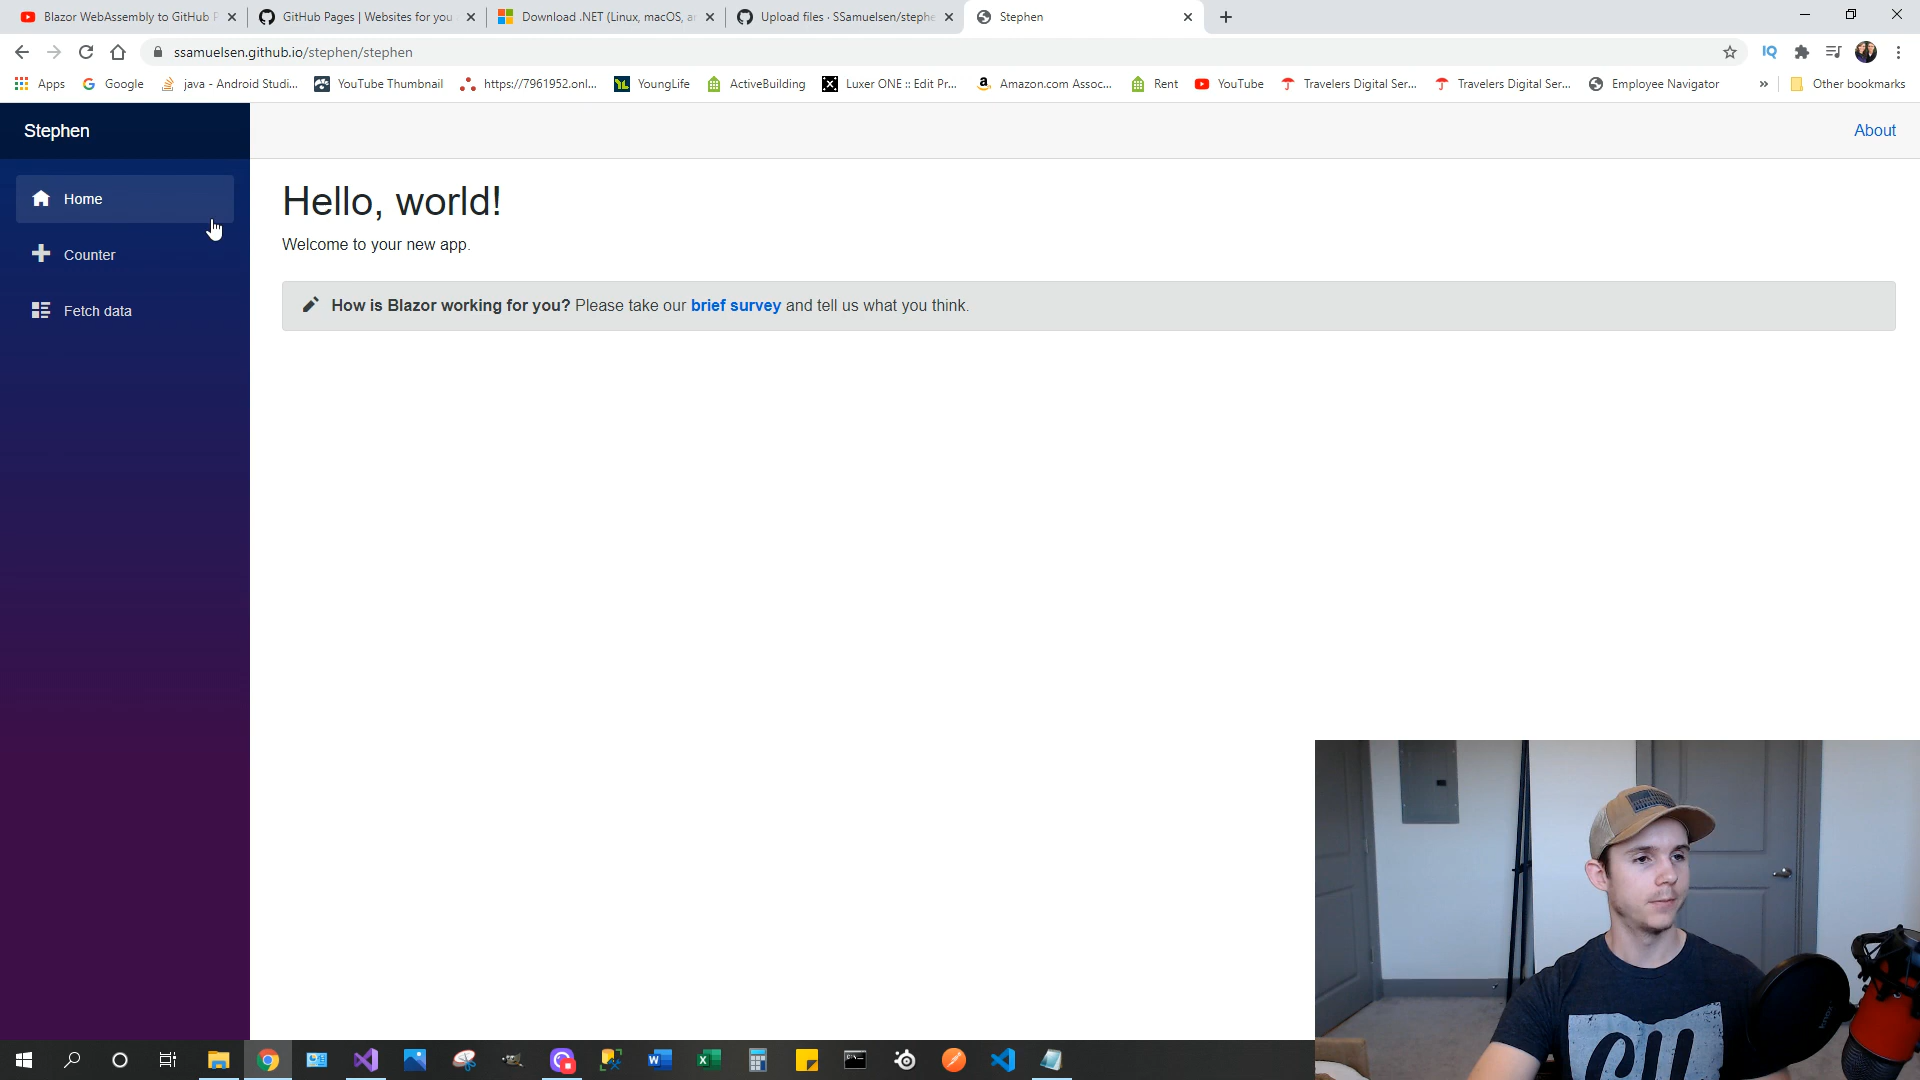 Blazor WebAssembly to GitHub P
GitHub Pages | Websites for you
Download .NET (Linux, macOS, a
Upload files · SSamuelsen/stephe
Stephen
ssamuelsen.github.io/stephen/stephen
IQ
Apps
Google
java - Android Studi...
YouTube Thumbnail
https://7961952.onl...
YoungLife
ActiveBuilding
Luxer ONE :: Edit Pr...
Amazon.com Assoc...
Rent
YouTube
Travelers Digital Ser...
Travelers Digital Ser...
Employee Navigator
»
Other bookmarks
Stephen
About
Home
Counter
Fetch data
Hello, world!
Welcome to your new app.
How is Blazor working for you? Please take our brief survey and tell us what you think.